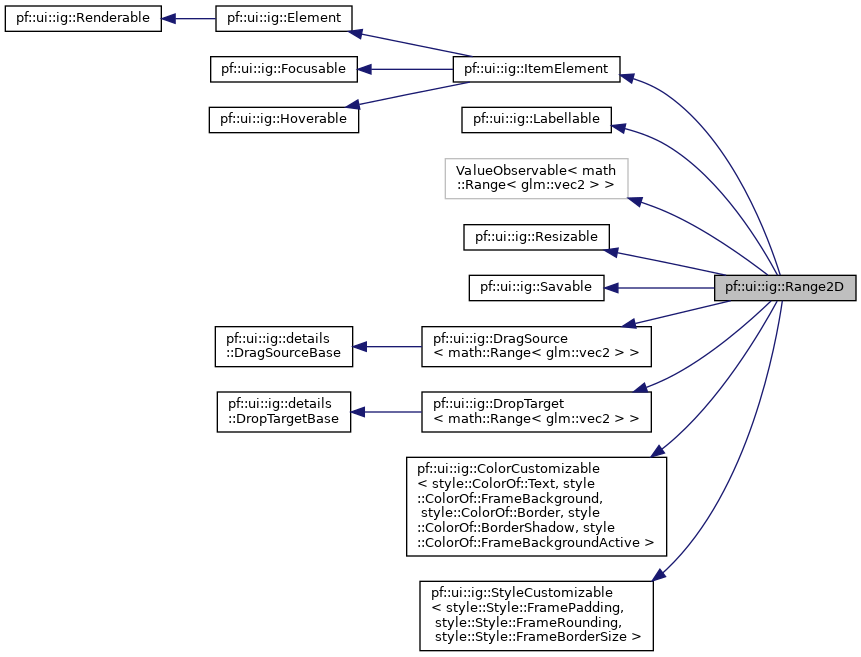 pf::ui::ig::Renderable
pf::ui::ig::Element
pf::ui::ig::Focusable
pf::ui::ig::ItemElement
pf::ui::ig::Hoverable
pf::ui::ig::Labellable
ValueObservable< math
::Range< glm::vec2 > >
pf::ui::ig::Resizable
pf::ui::ig::Savable
pf::ui::ig::Range2D
pf::ui::ig::details
::DragSourceBase
pf::ui::ig::DragSource
< math::Range< glm::vec2 > >
pf::ui::ig::details
::DropTargetBase
pf::ui::ig::DropTarget
< math::Range< glm::vec2 > >
pf::ui::ig::ColorCustomizable
< style::ColorOf::Text, style
::ColorOf::FrameBackground,
style::ColorOf::Border, style
::ColorOf::BorderShadow, style
::ColorOf::FrameBackgroundActive >
pf::ui::ig::StyleCustomizable
< style::Style::FramePadding,
style::Style::FrameRounding,
style::Style::FrameBorderSize >